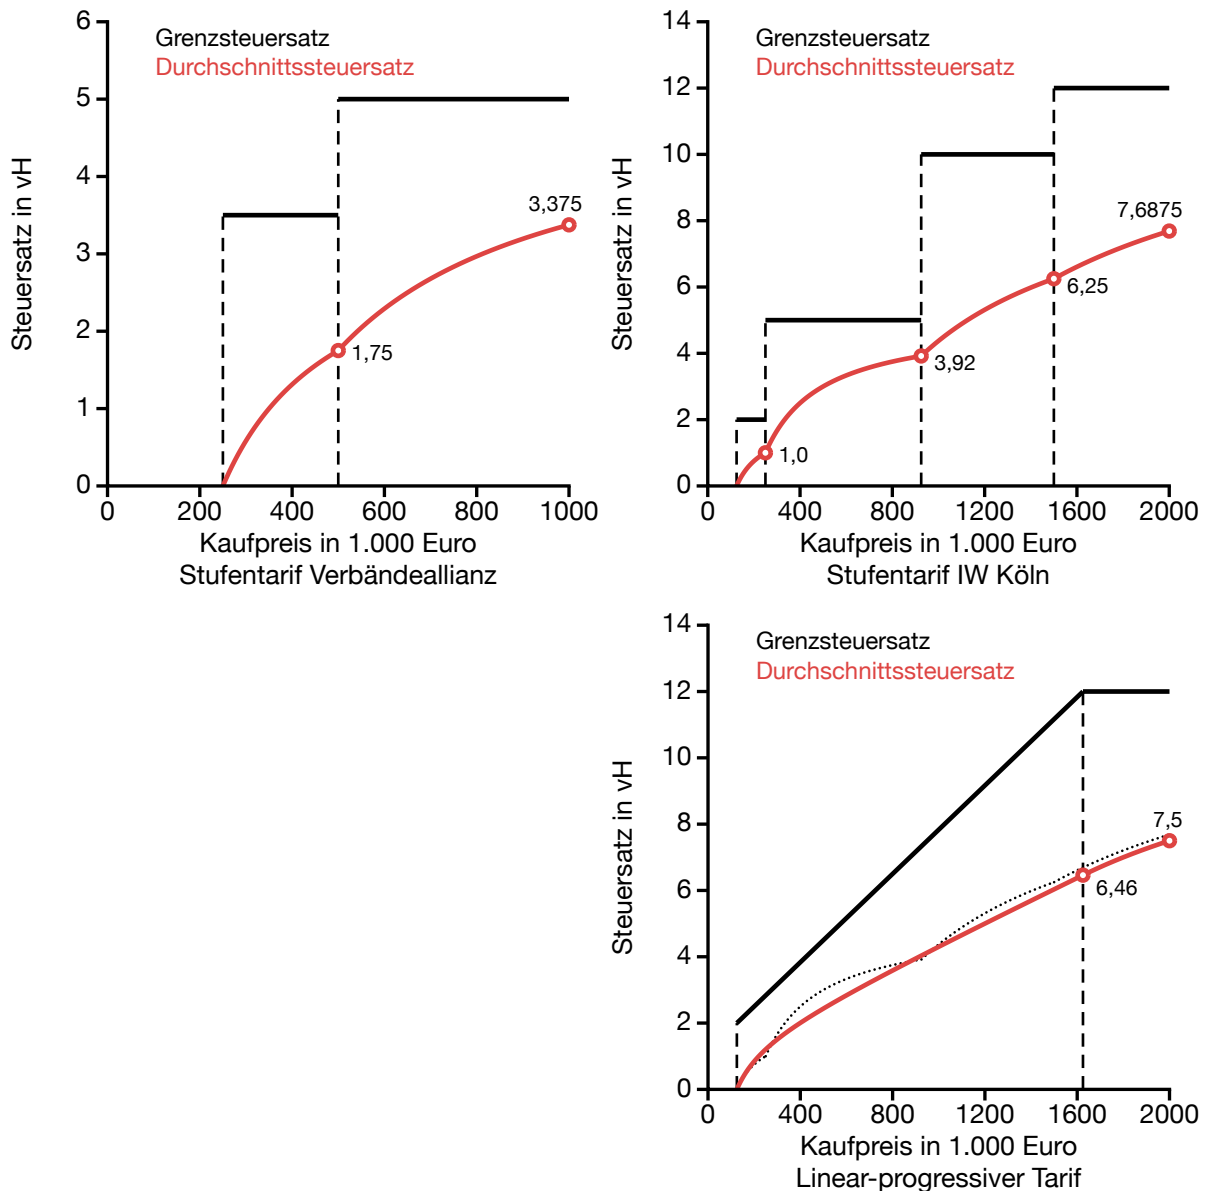 Grenzsteuersatz
Durchschnittssteuersatz
Steuersatz in vH
6
5
4
3
2
1
0
3,375
1,75
0 200 400 600 800 1000
Kaufpreis in 1.000 Euro
Stufentarif Verbändeallianz
Grenzsteuersatz
Durchschnittssteuersatz
Steuersatz in vH
14
12
10
8
6
4
2
0
7,6875
6,25
3,92
1,0
0 400 800 1200 1600 2000
Kaufpreis in 1.000 Euro
Stufentarif IW Köln
Grenzsteuersatz
Durchschnittssteuersatz
Steuersatz in vH
14
12
10
8
6
4
2
0
7,5
6,46
0 400 800 1200 1600 2000
Kaufpreis in 1.000 Euro
Linear-progressiver Tarif